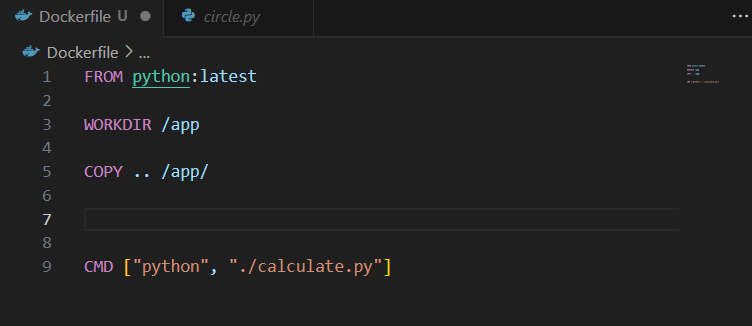 Dockerfile U ● circle.py ...
Dockerfile > ...
1 FROM python:latest
2
3 WORKDIR /app
4
5 COPY .. /app/
6
7
8
9 CMD ["python", "./calculate.py"]